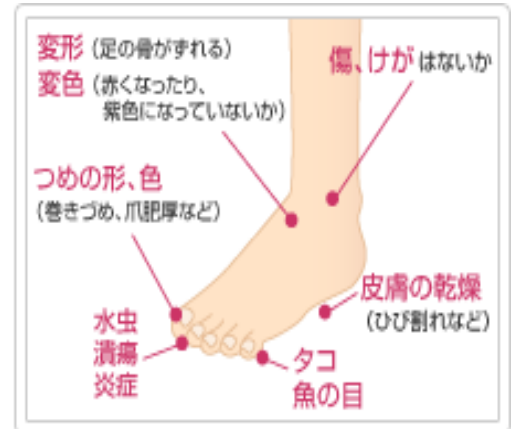 変形(足の骨がずれる)
変色(赤くなったり、
紫色になっていないか)
傷、けが はないか
つめの形、色
(巻きづめ、爪肥厚など)
皮膚の乾燥
(ひび割れなど)
水虫
潰瘍
炎症
タコ
魚の目